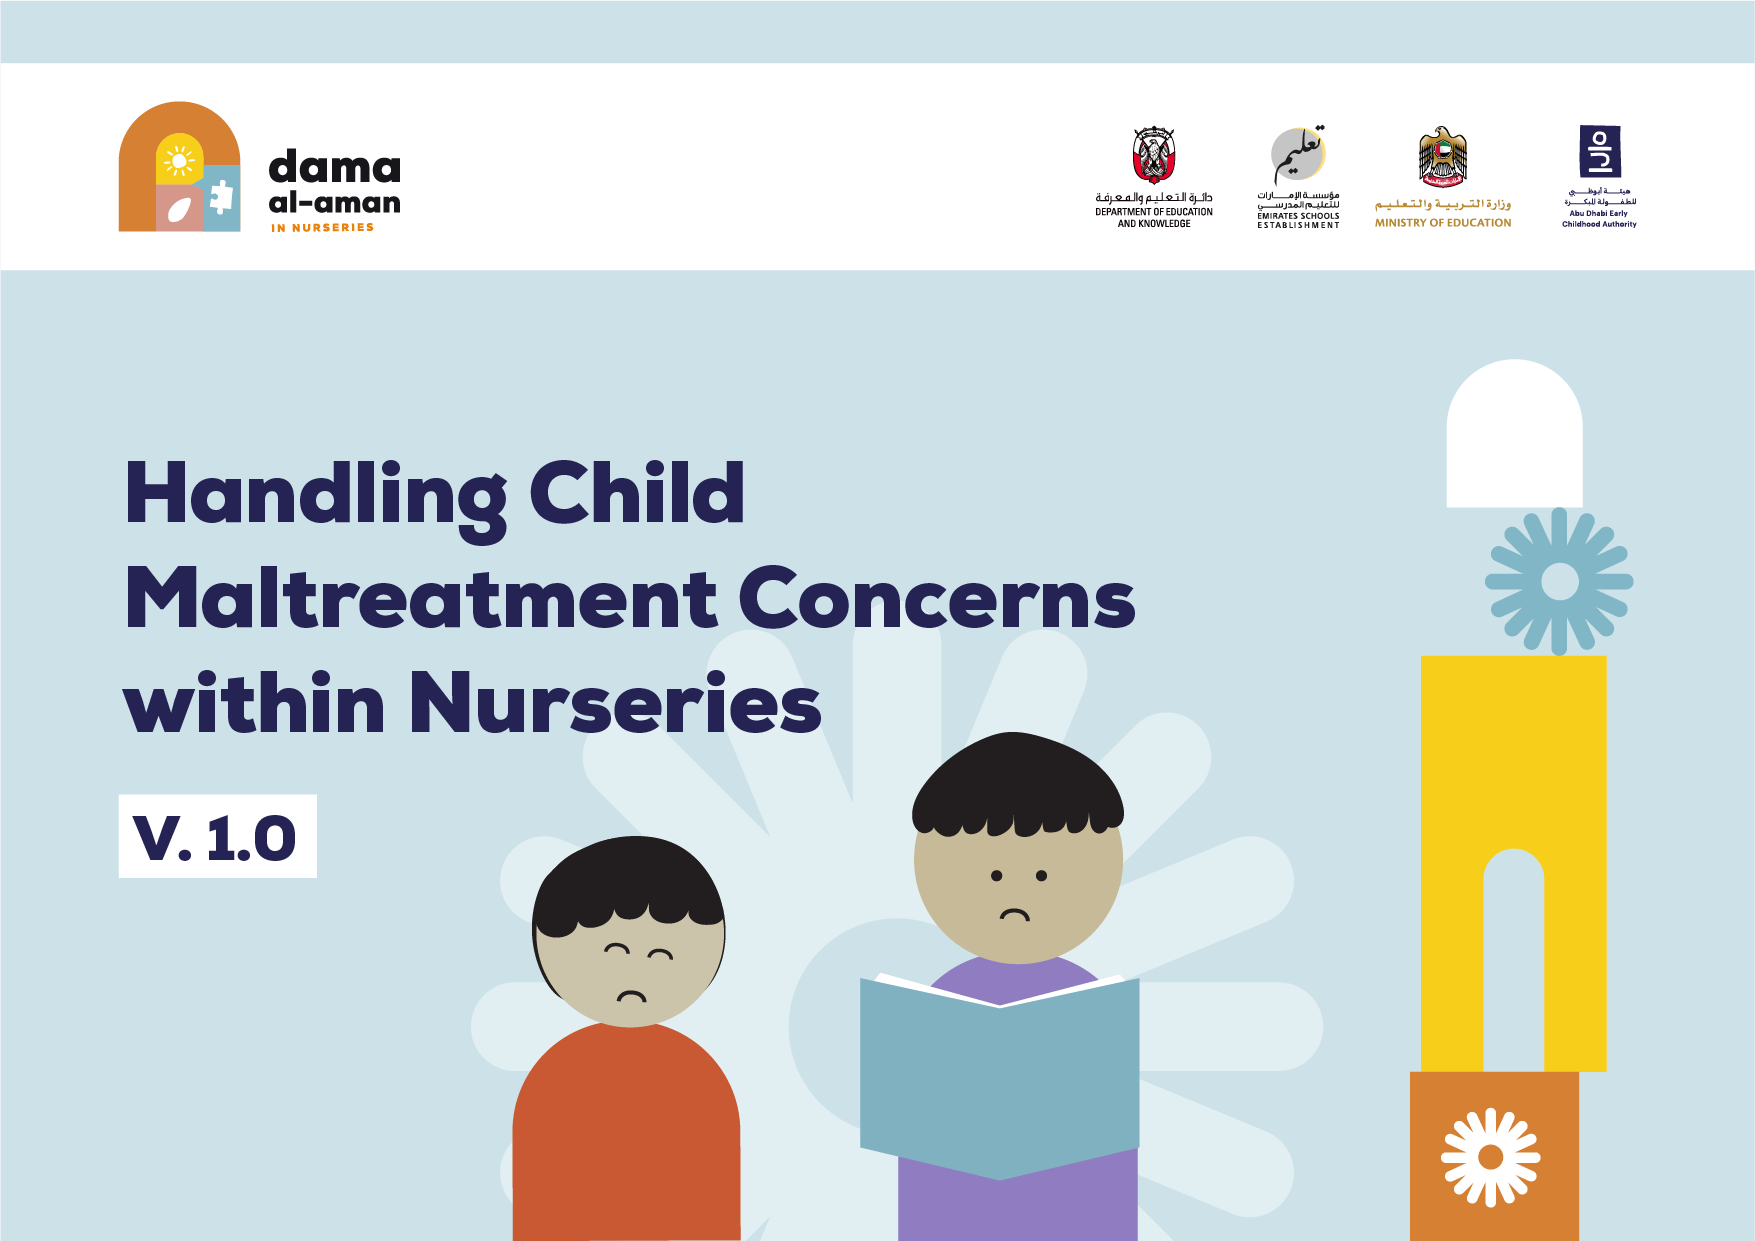 dama
al-aman
IN NURSERIES
دائرة التعليم والمعرفة
DEPARTMENT OF EDUCATION
AND KNOWLEDGE
تعليم
مؤسسة الإمارات
للتعليم المدرسي
EMIRATES SCHOOLS
ESTABLISHMENT
وزارة التربية والتعليم
MINISTRY OF EDUCATION
هيئة أبوظبي
للطفولة المبكرة
Abu Dhabi Early
Childhood Authority
Handling Child
Maltreatment Concerns
within Nurseries
V. 1.0